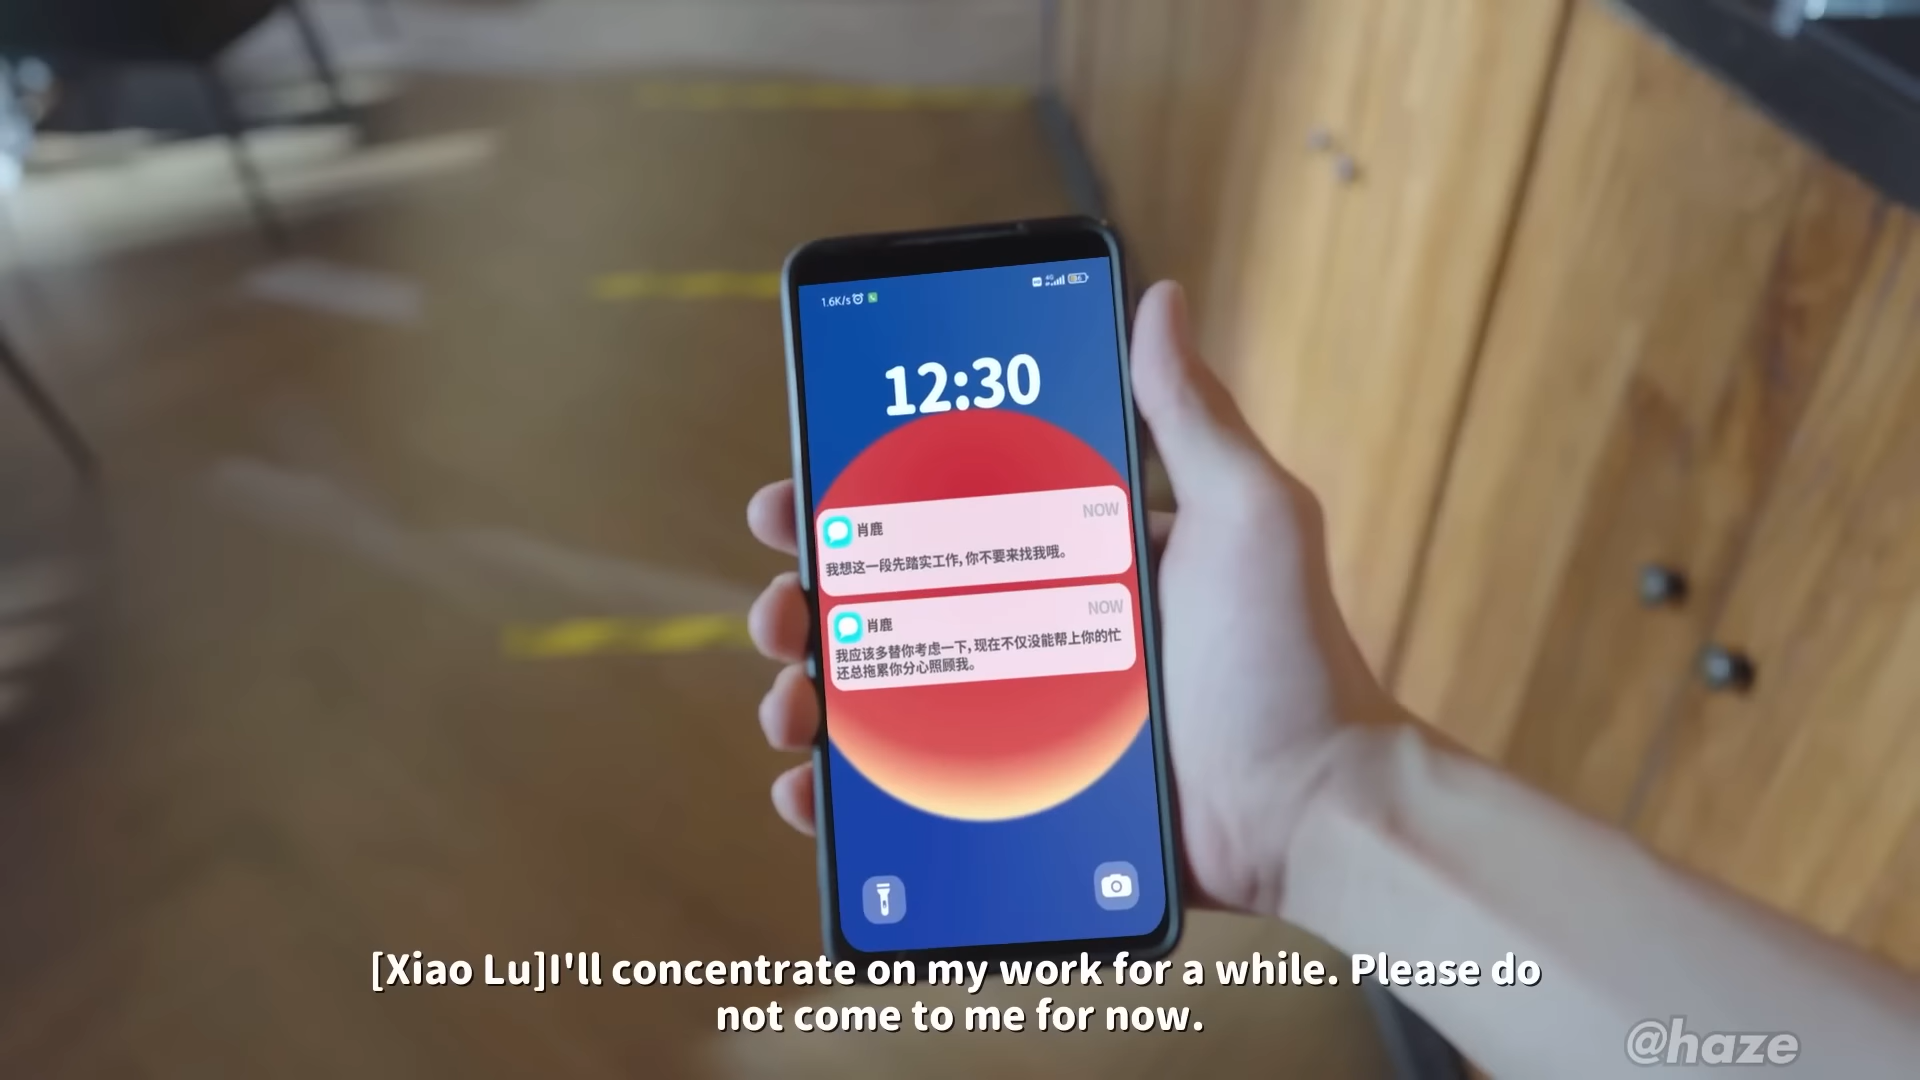 1.6K/s
12:30
肖鹿
NOW
我想这一段先踏实工作,你不要来找我哦。
肖鹿
NOW
我应该多替你考虑一下,现在不仅没能帮上你的忙
还总拖累你分心照顾我。
[Xiao Lu]I'll concentrate on my work for a while. Please do
not come to me for now.
@haze